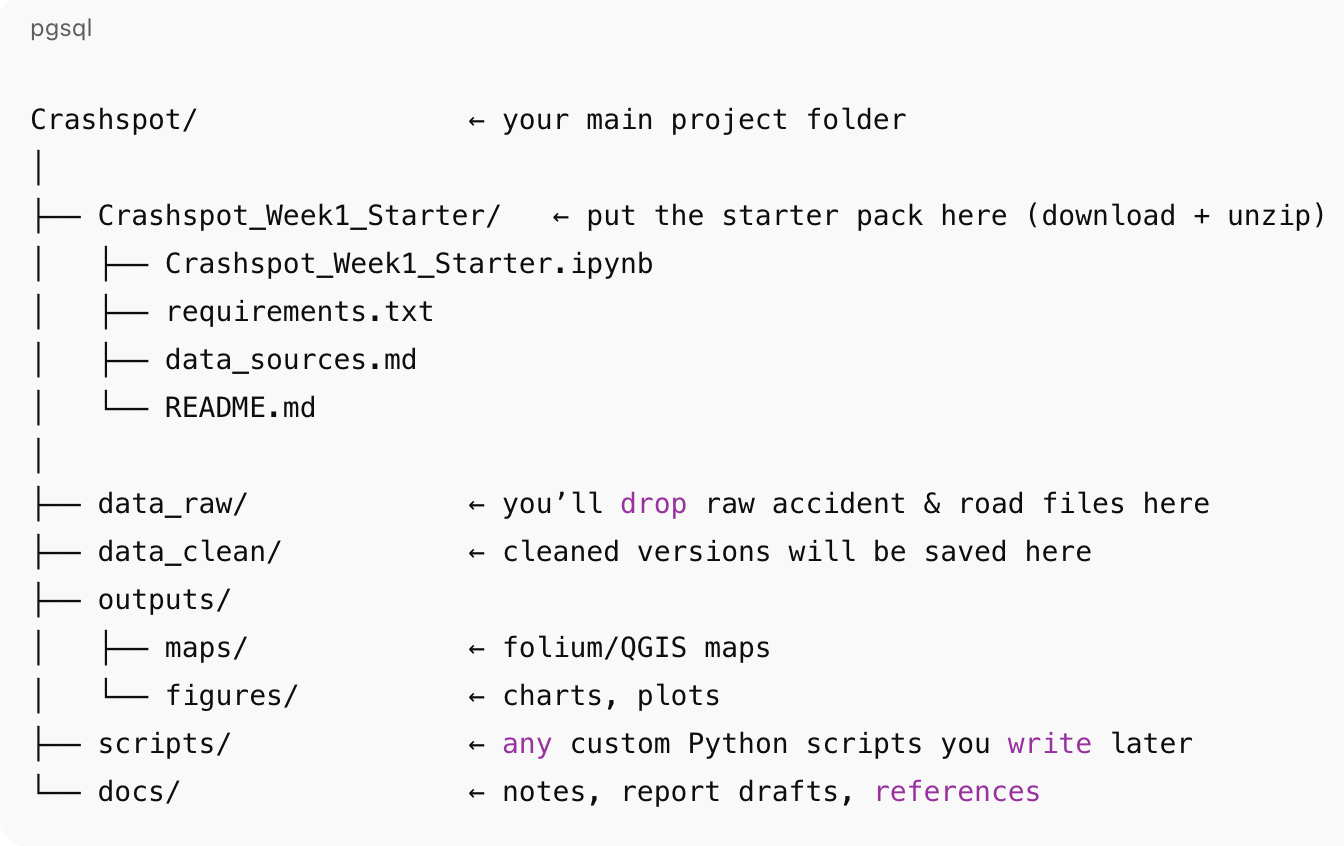 pgsql
Crashspot/                ← your main project folder
│
├── Crashspot_Week1_Starter/   ← put the starter pack here (download + unzip)
│   ├── Crashspot_Week1_Starter.ipynb
│   ├── requirements.txt
│   ├── data_sources.md
│   └── README.md
│
├── data_raw/             ← you’ll drop raw accident & road files here
├── data_clean/           ← cleaned versions will be saved here
├── outputs/
│   ├── maps/             ← folium/QGIS maps
│   └── figures/          ← charts, plots
├── scripts/              ← any custom Python scripts you write later
└── docs/                 ← notes, report drafts, references